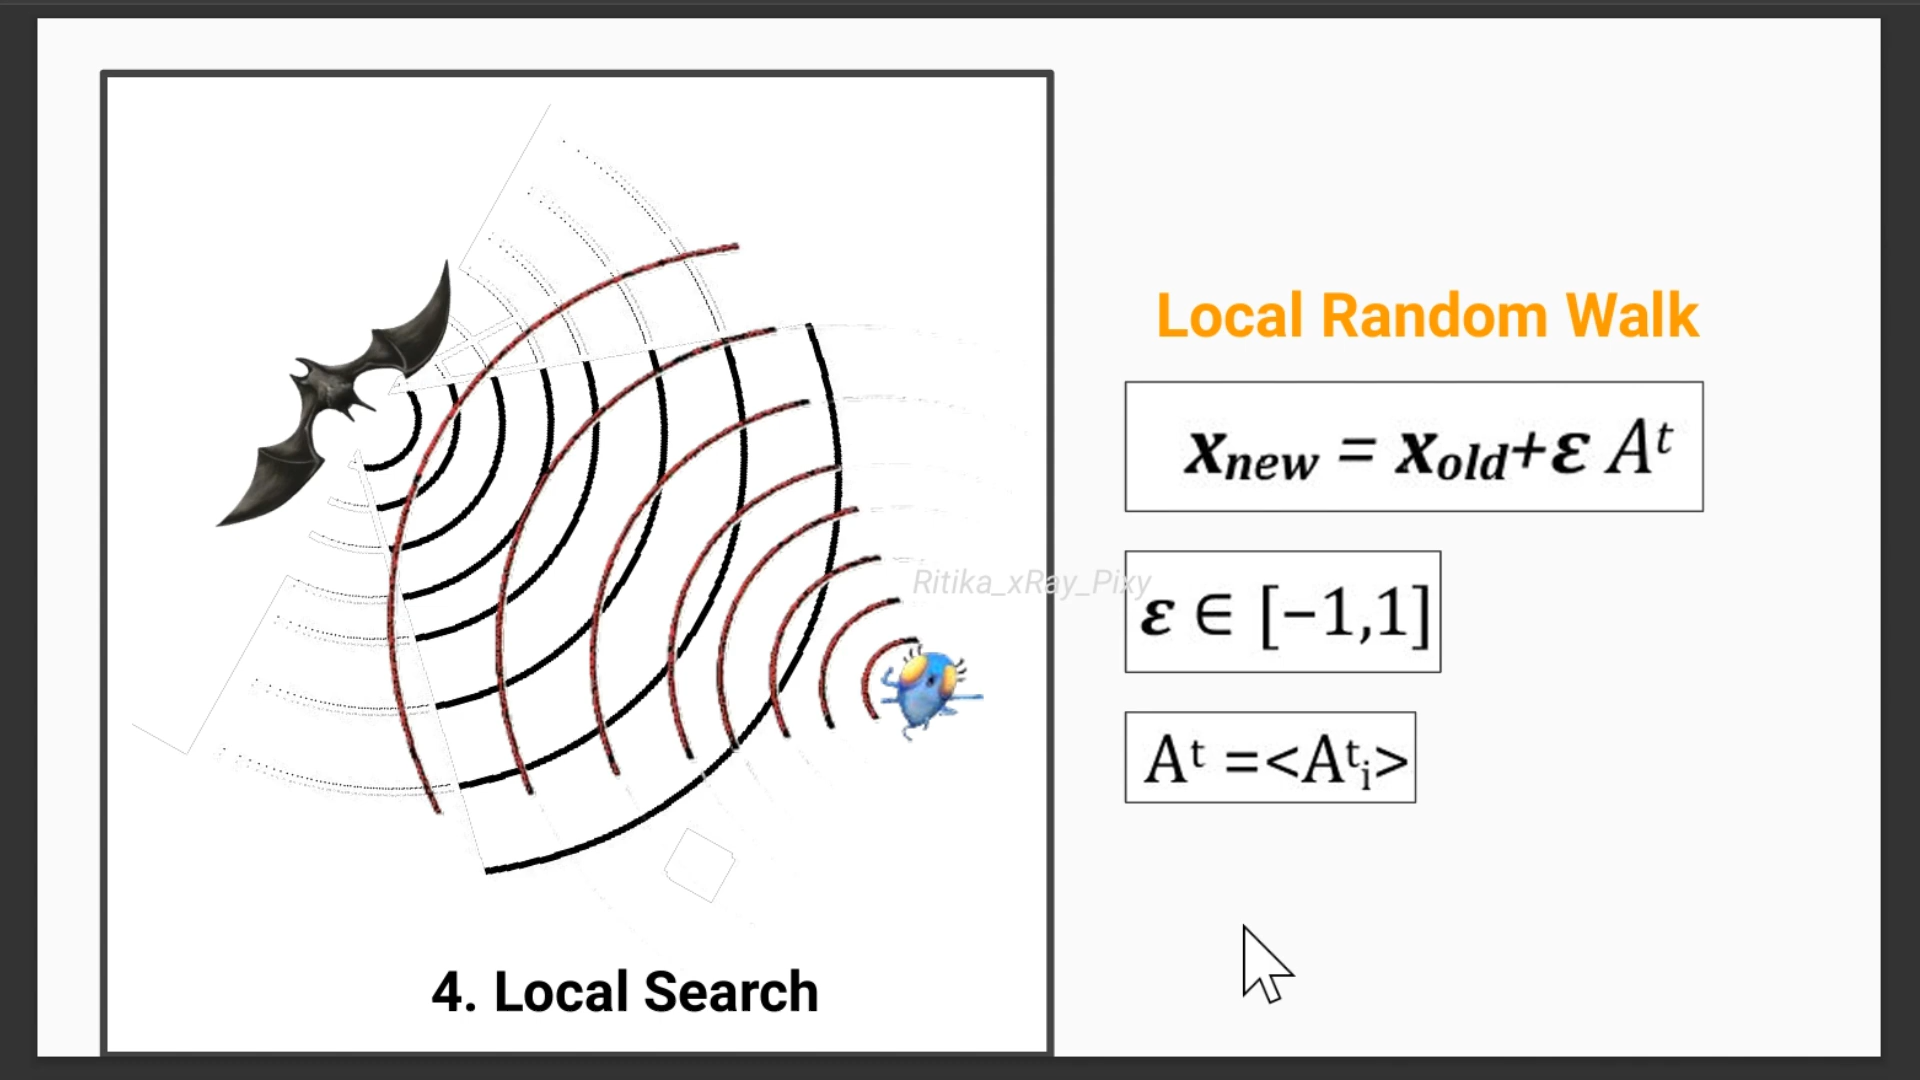 Local Random Walk
𝒙ₙₑ𝓌 = 𝒙ₒₗ𝒹+𝜺 Aᵗ
𝜺 ∈ [−1,1]
Ritika_xRay_Pixy
Aᵗ =<Aᵗᵢ>
4. Local Search